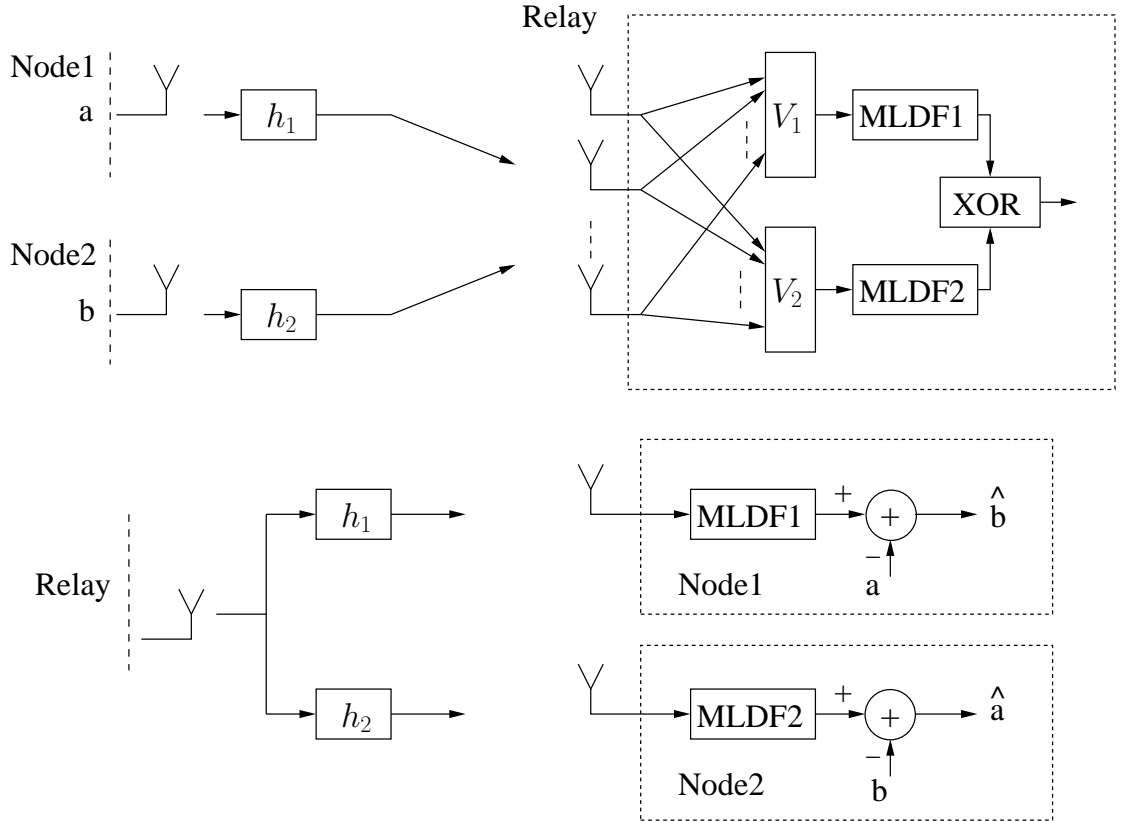 Relay
Node1
a
h₁
V₁
MLDF1
XOR
Node2
b
h₂
V₂
MLDF2
Relay
h₁
MLDF1
+
+
−
b̂
a
Node1
h₂
MLDF2
+
+
−
â
b
Node2